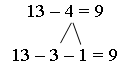 13 – 4 = 9
13 – 3 – 1 = 9